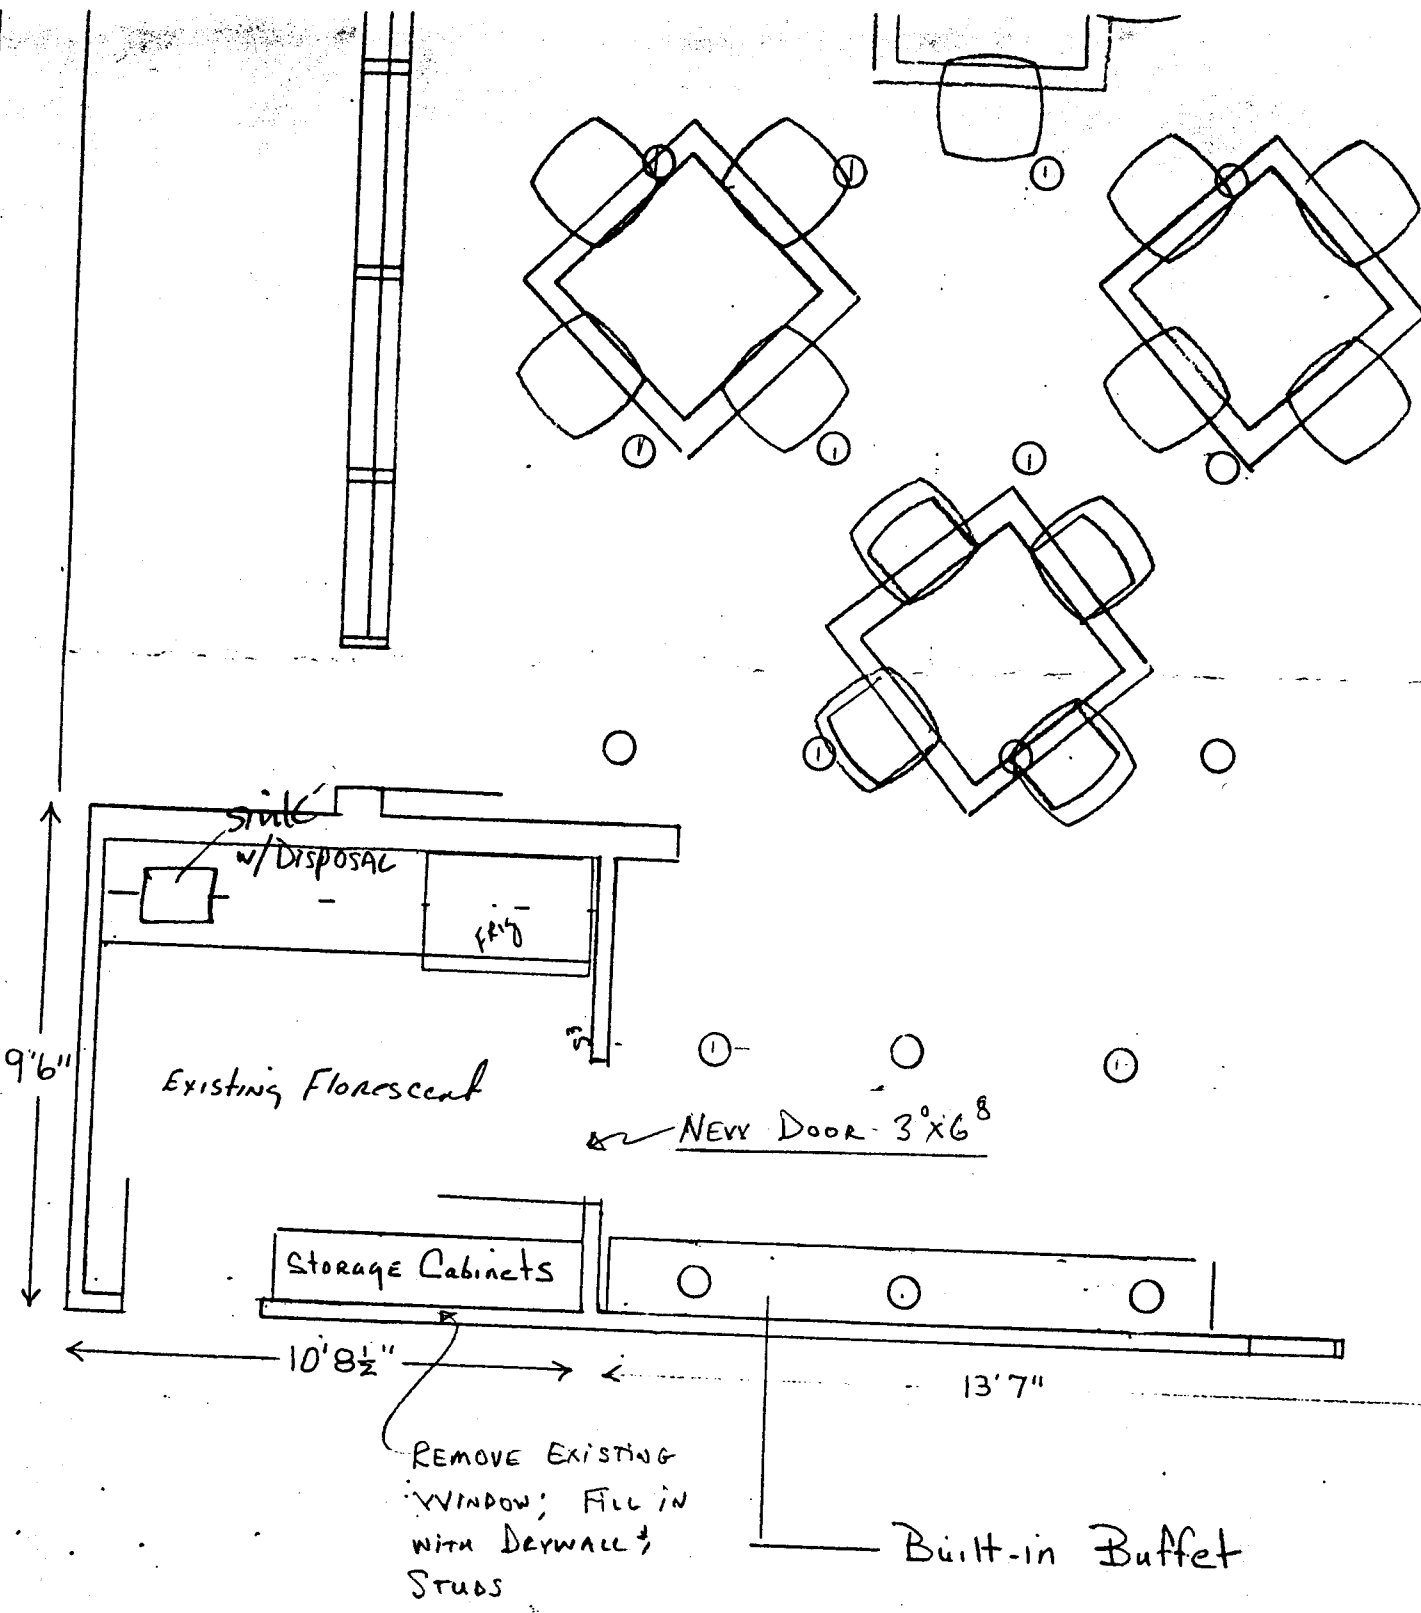 sink
w/DISPOSAL
FRig
S3
9'6"
Existing Florescent
NEW DOOR 3°x6⁸
STORAGE Cabinets
10'8½"
13'7"
REMOVE EXISTING
WINDOW; FILL IN
WITH DRYWALL &
STUDS
Built-in Buffet